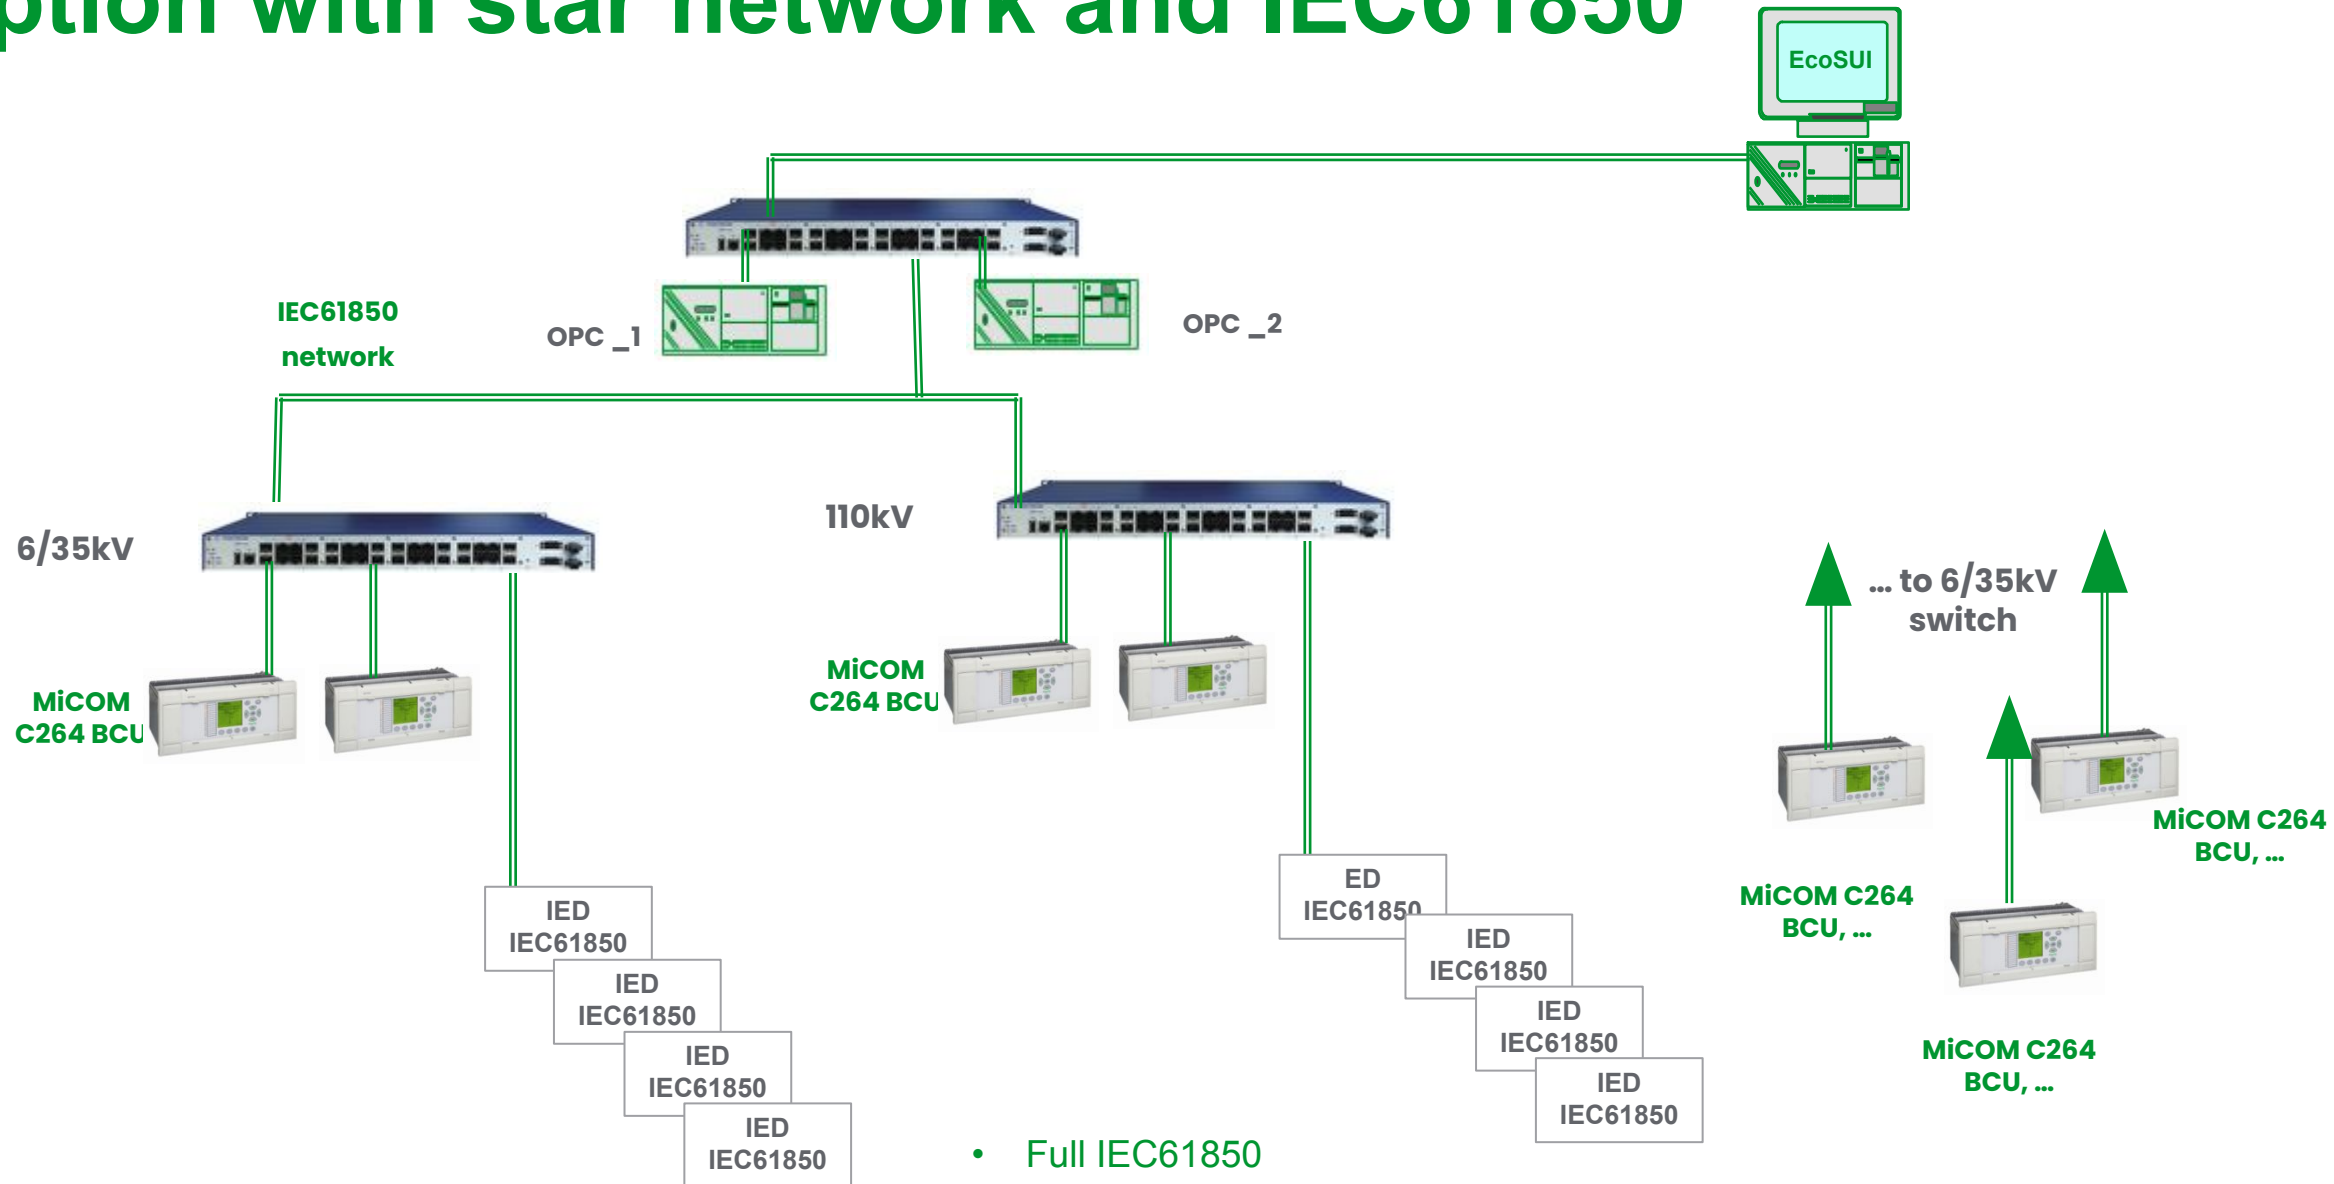 ption with star network and IEC61850
EcoSUI
IEC61850
network
OPC _1
OPC _2
6/35kV
110kV
... to 6/35kV
switch
MiCOM
C264 BCU
MiCOM
C264 BCU
MiCOM C264
BCU, ...
MiCOM C264
BCU, ...
MiCOM C264
BCU, ...
IED
IEC61850
IED
IEC61850
IED
IEC61850
IED
IEC61850
ED
IEC61850
IED
IEC61850
IED
IEC61850
IED
IEC61850
• Full IEC61850